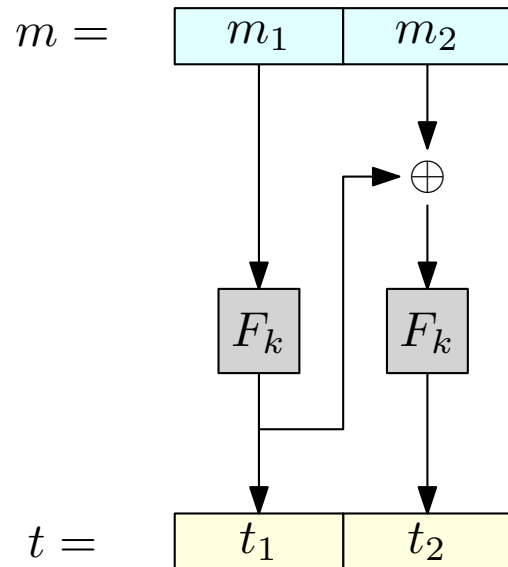 m = m₁ m₂
⊕
Fₖ Fₖ
t = t₁ t₂